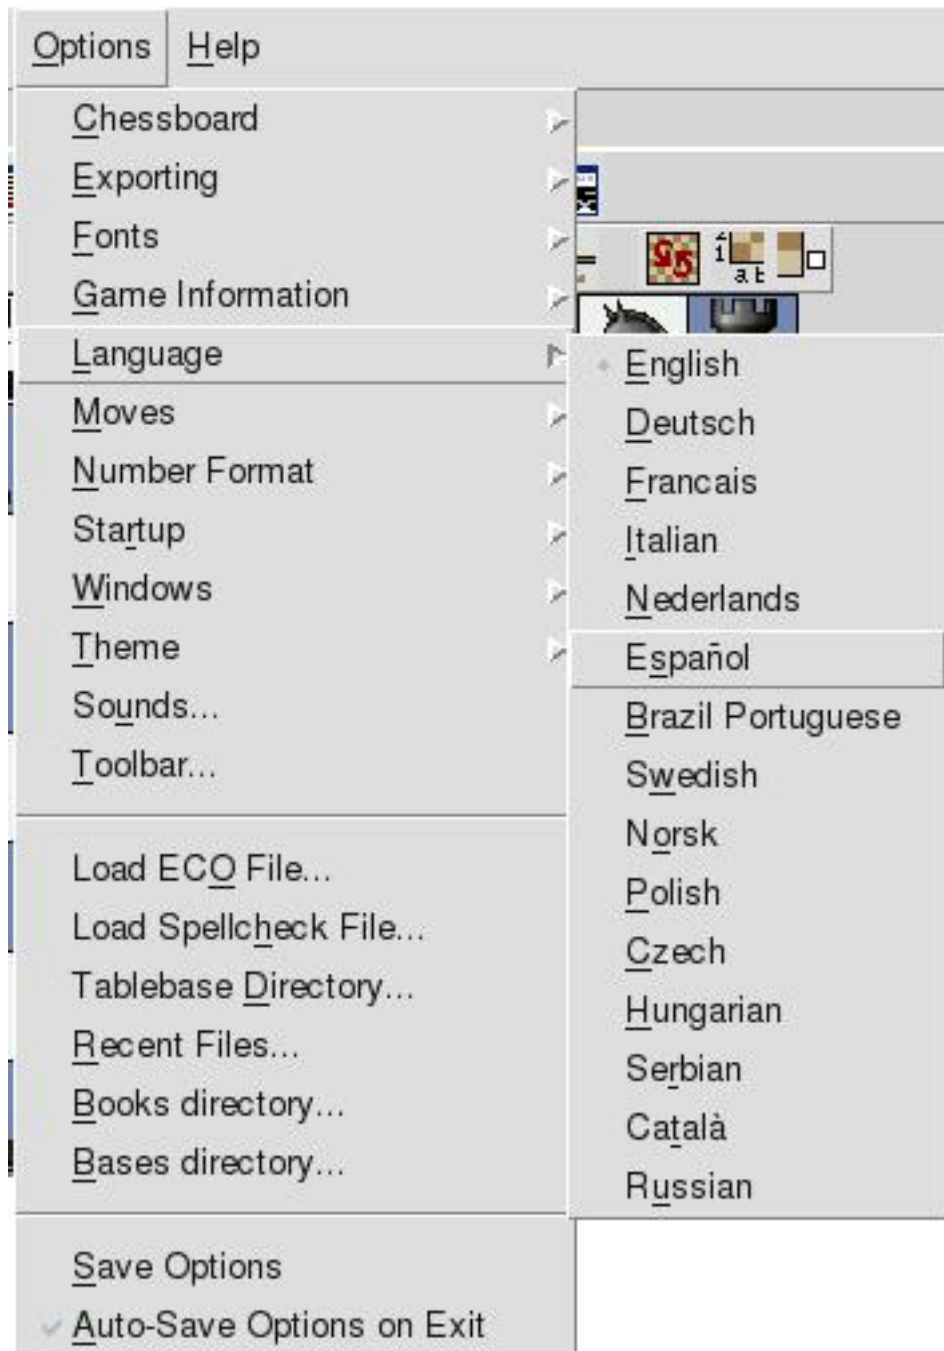 Options Help
Chessboard
Exporting
Fonts
Game Information
Language
Moves
Number Format
Startup
Windows
Theme
Sounds...
Toolbar...
Load ECO File...
Load Spellcheck File...
Tablebase Directory...
Recent Files...
Books directory...
Bases directory...
Save Options
Auto-Save Options on Exit
1
a b
English
Deutsch
Francais
Italian
Nederlands
Español
Brazil Portuguese
Swedish
Norsk
Polish
Czech
Hungarian
Serbian
Català
Russian